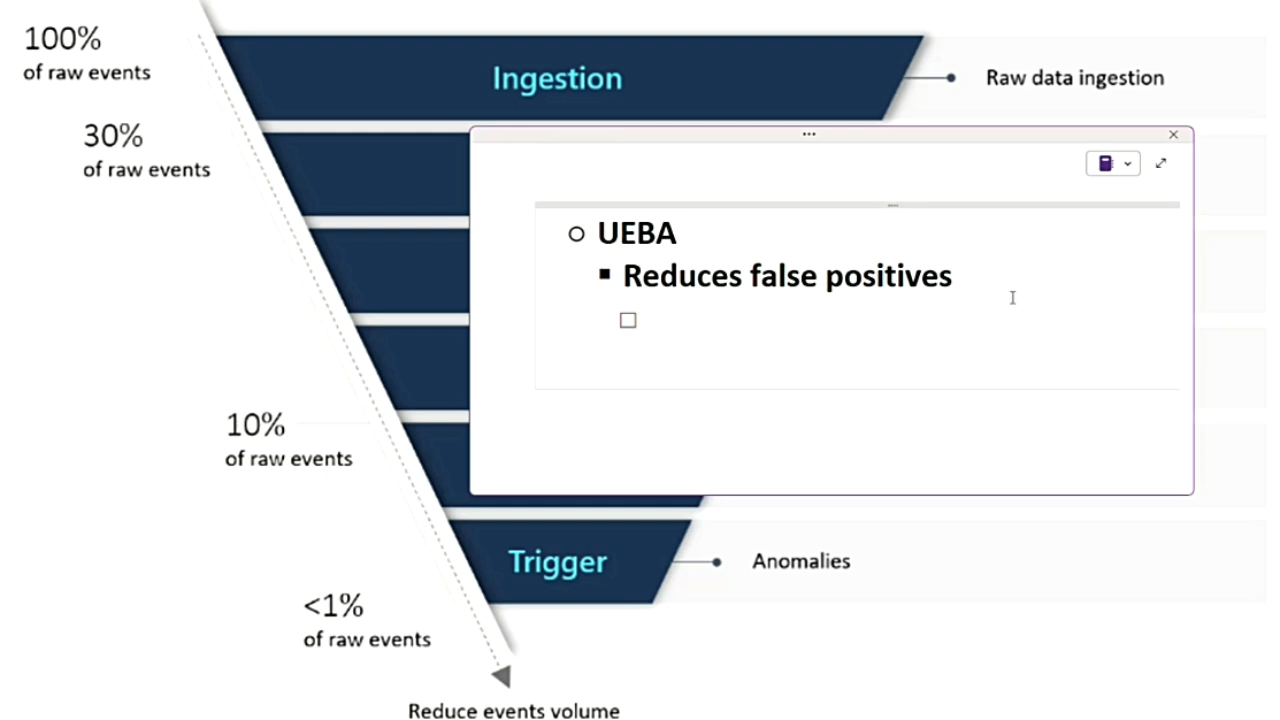 100%
of raw events
Ingestion
Raw data ingestion
30%
of raw events
UEBA
Reduces false positives
10%
of raw events
Trigger
Anomalies
<1%
of raw events
Reduce events volume